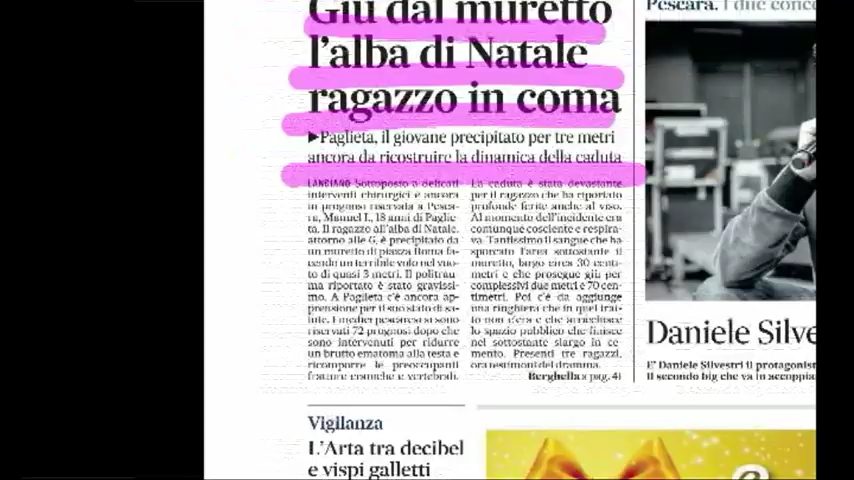 Giù dal muretto
l'alba di Natale
ragazzo in coma
▶Paglieta, il giovane precipitato per tre metri
ancora da ricostruire la dinamica della caduta
LANCIANO Sottoposto a delicati
interventi chirurgici e ancora
in prognosi riservata a Pesca-
ra, Manuel I., 18 anni di Paglie-
ta. Il ragazzo all'alba di Natale,
attorno alle 6, è precipitato da
un muretto di piazza Roma fa-
cendo un terribile volo nel vuo-
to di quasi 3 metri. Il politrau-
ma riportato è stato gravissi-
mo. A Paglieta c'è ancora ap-
prensione per il suo stato di sa-
lute. I medici pescaresi si sono
riservati 72 prognosi dopo che
sono intervenuti per ridurre
un brutto ematoma alla testa e
ricomporre le preoccupanti
fratture craniche e vertebrali.
La caduta è stata devastante
per il ragazzo che ha riportato
profonde ferite anche al viso.
Al momento dell'incidente era
comunque cosciente e respira-
va. Tantissimo il sangue che ha
sporcato l'area sottostante il
muretto, largo circa 30 centi-
metri e che prosegue giù per
complessivi due metri e 70 cen-
timetri. Poi c'è da aggiunge
una ringhiera che in quel trat-
to non c'era e che arricchisce
lo spazio pubblico che finisce
nel sottostante slargo in ce-
mento. Presenti tre ragazzi,
ora testimoni del dramma.
Berghella a pag. 41
Pescara. I due conce
Daniele Silve
E' Daniele Silvestri il protagonis
Il secondo big che va in accoppia
Vigilanza
L'Arta tra decibel
e vispi galletti